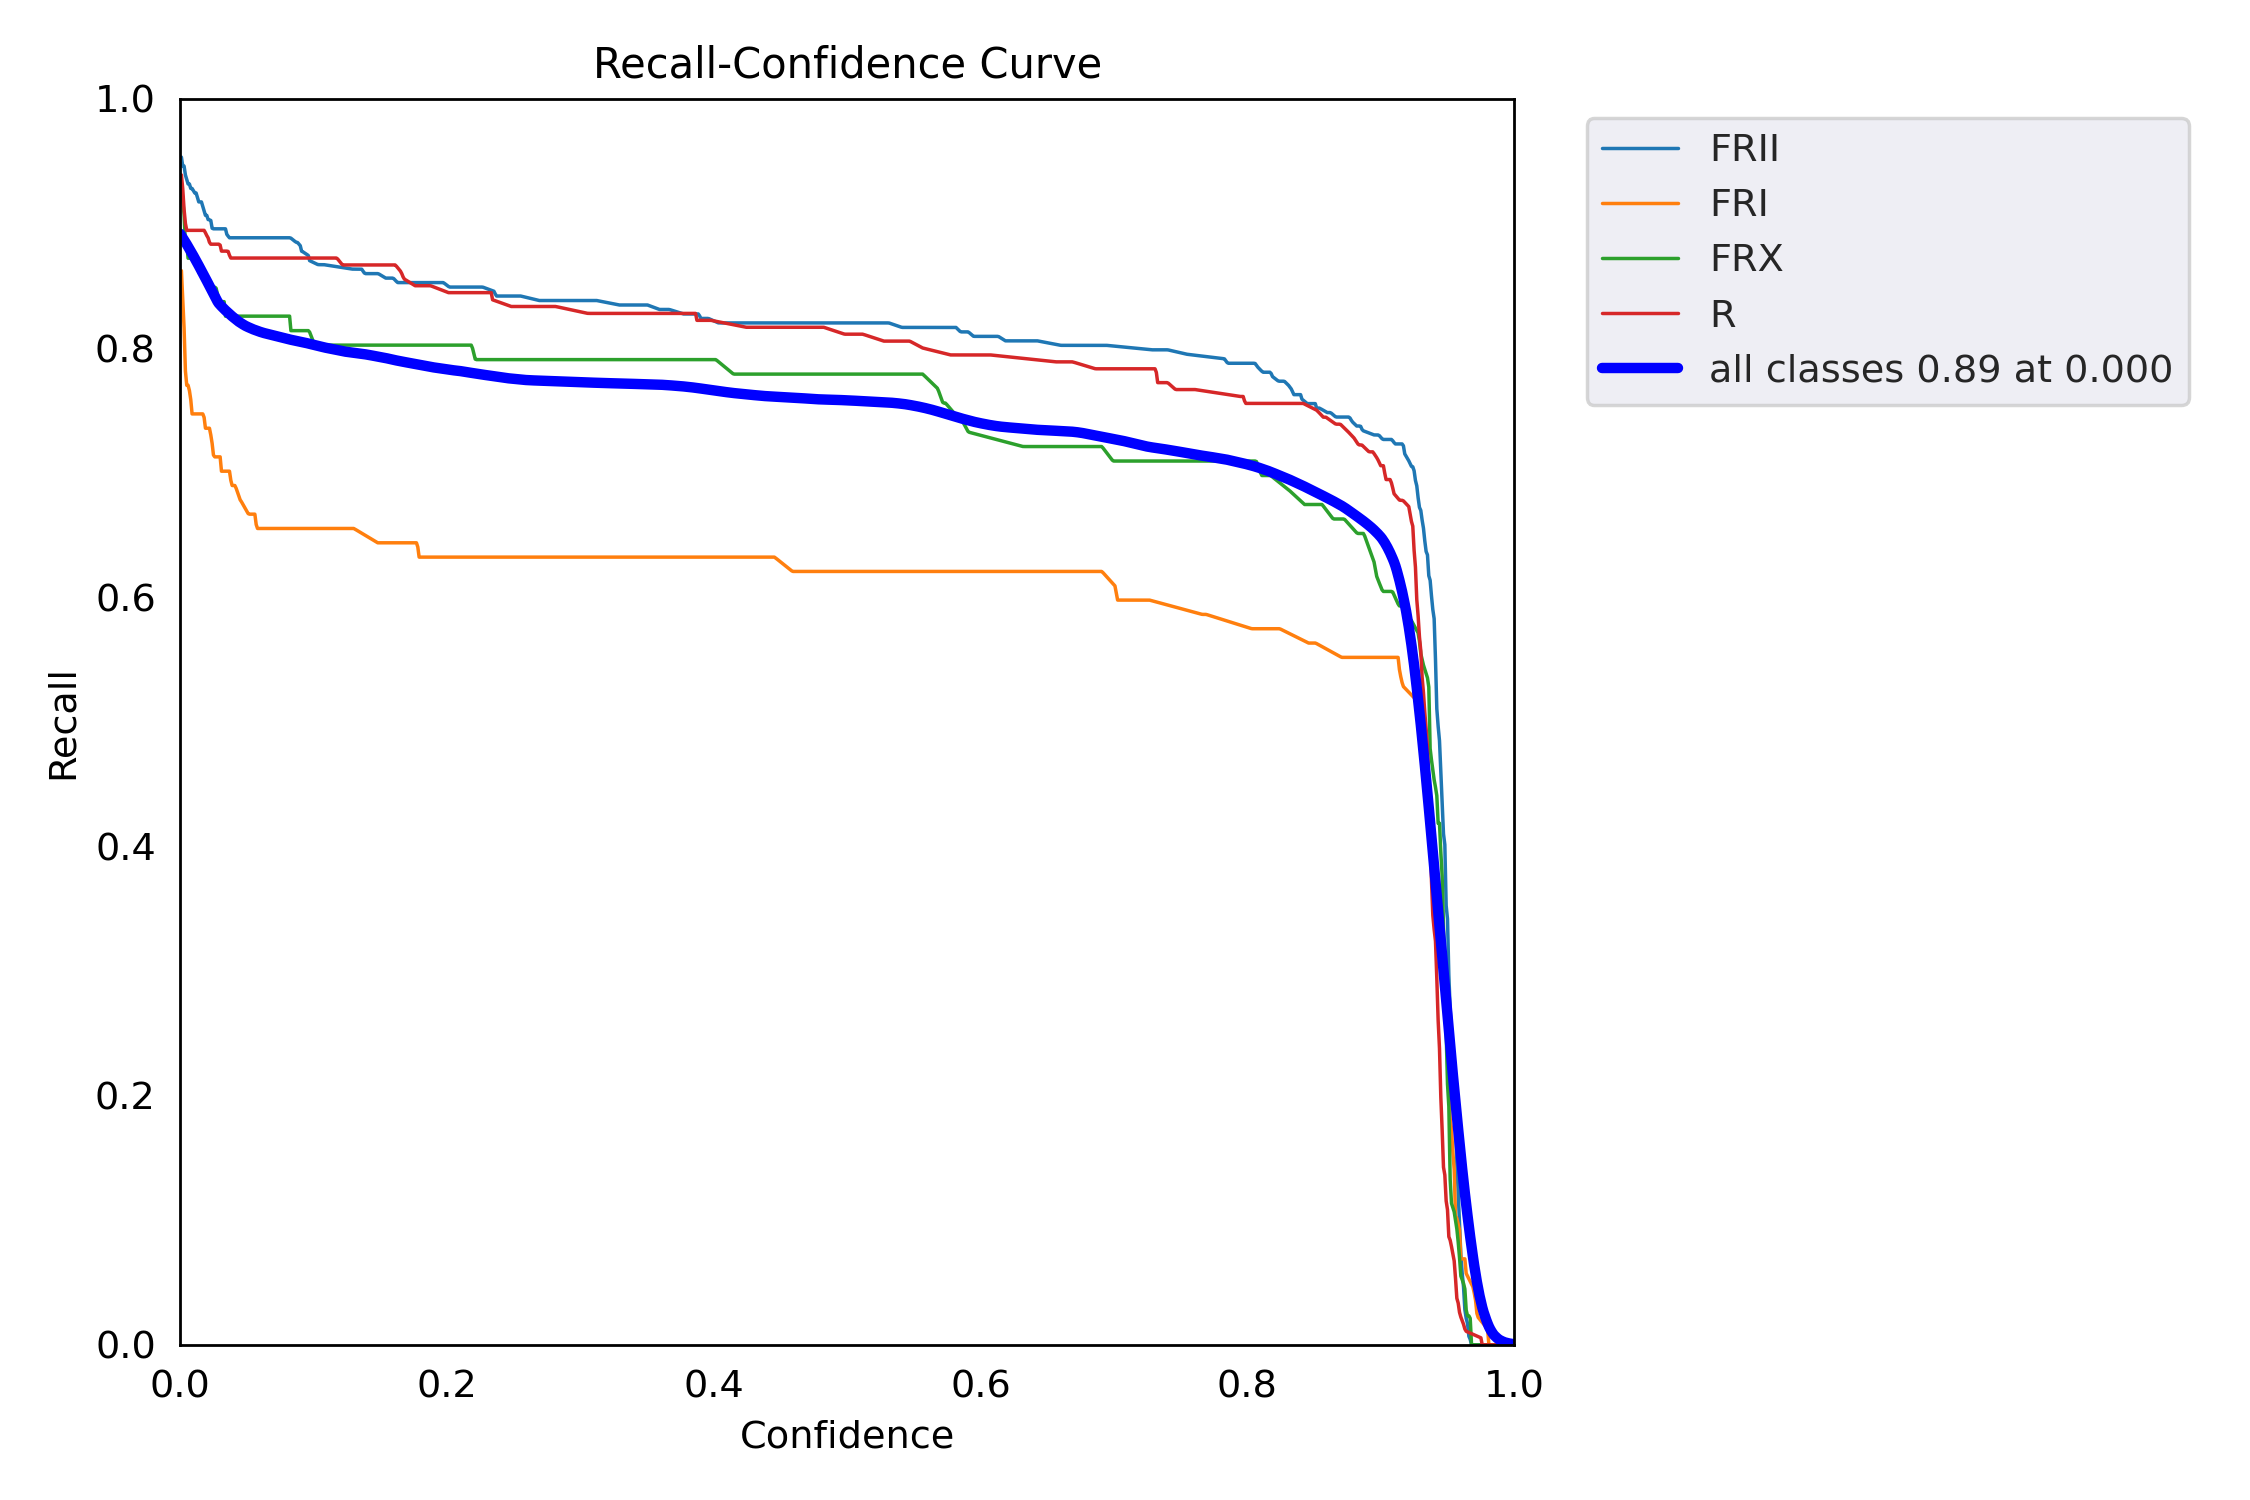 Recall-Confidence Curve
1.0
0.8
0.6
0.4
0.2
0.0
Recall
0.0 0.2 0.4 0.6 0.8 1.0
Confidence
FRII
FRI
FRX
R
all classes 0.89 at 0.000